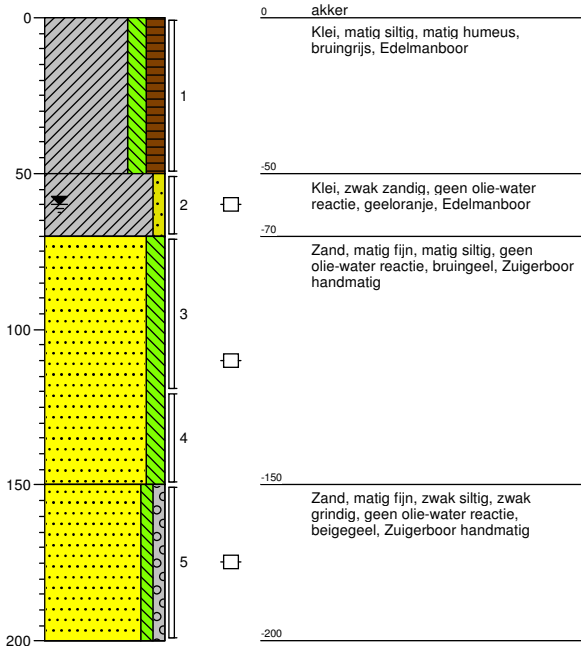 0
50
100
150
200
1
2
3
4
5
0
akker
Klei, matig siltig, matig humeus,
bruingrijs, Edelmanboor
-50
Klei, zwak zandig, geen olie-water
reactie, geeloranje, Edelmanboor
-70
Zand, matig fijn, matig siltig, geen
olie-water reactie, bruingeel, Zuigerboor
handmatig
-150
Zand, matig fijn, zwak siltig, zwak
grindig, geen olie-water reactie,
beigegeel, Zuigerboor handmatig
-200